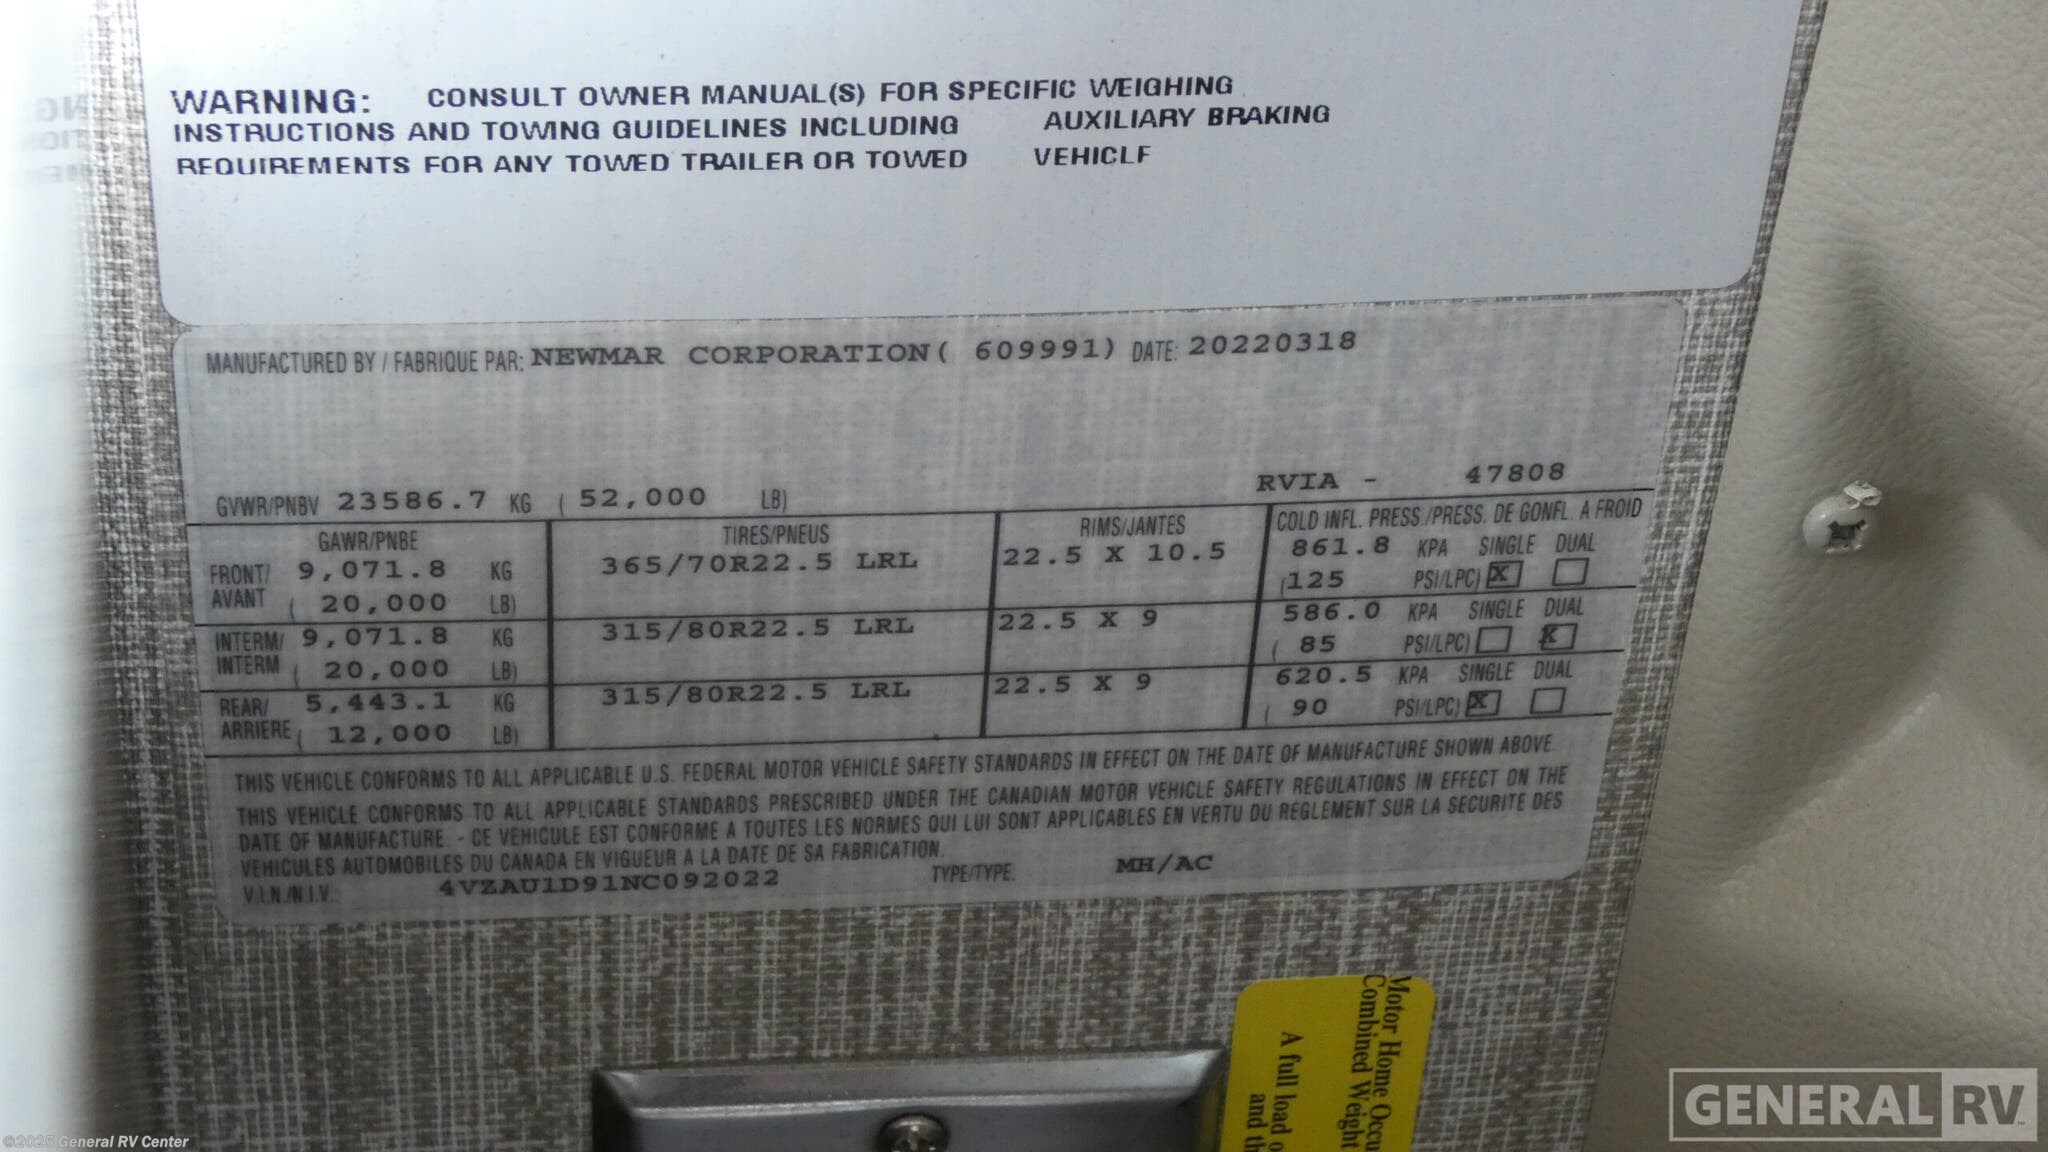 WARNING: CONSULT OWNER MANUAL(S) FOR SPECIFIC WEIGHING
INSTRUCTIONS AND TOWING GUIDELINES INCLUDING AUXILIARY BRAKING
REQUIREMENTS FOR ANY TOWED TRAILER OR TOWED VEHICLE
MANUFACTURED BY / FABRIQUE PAR: NEWMAR CORPORATION( 609991) DATE: 20220318
RVIA - 47808
GVWR/PNBV 23586.7 KG ( 52,000 LB)
GAWR/PNBE TIRES/PNEUS RIMS/JANTES COLD INFL. PRESS./PRESS. DE GONFL. A FROID
FRONT/ 9,071.8 KG 365/70R22.5 LRL 22.5 X 10.5 861.8 KPA SINGLE DUAL
AVANT ( 20,000 LB) (125 PSI/LPC) X
INTERM/ 9,071.8 KG 315/80R22.5 LRL 22.5 X 9 586.0 KPA SINGLE DUAL
INTERM ( 20,000 LB) ( 85 PSI/LPC) X
REAR/ 5,443.1 KG 315/80R22.5 LRL 22.5 X 9 620.5 KPA SINGLE DUAL
ARRIERE ( 12,000 LB) ( 90 PSI/LPC) X
THIS VEHICLE CONFORMS TO ALL APPLICABLE U.S. FEDERAL MOTOR VEHICLE SAFETY STANDARDS IN EFFECT ON THE DATE OF MANUFACTURE SHOWN ABOVE.
THIS VEHICLE CONFORMS TO ALL APPLICABLE STANDARDS PRESCRIBED UNDER THE CANADIAN MOTOR VEHICLE SAFETY REGULATIONS IN EFFECT ON THE
DATE OF MANUFACTURE. - CE VEHICULE EST CONFORME A TOUTES LES NORMES QUI LUI SONT APPLICABLES EN VERTU DU REGLEMENT SUR LA SECURITE DES
VEHICULES AUTOMOBILES DU CANADA EN VIGUEUR A LA DATE DE SA FABRICATION.
V.I.N./N.I.V. 4VZAU1D91NC092022 TYPE/TYPE. MH/AC
Motor Home Occu
Combined Weight
A full load o
and th
GENERAL RV
©2025 General RV Center